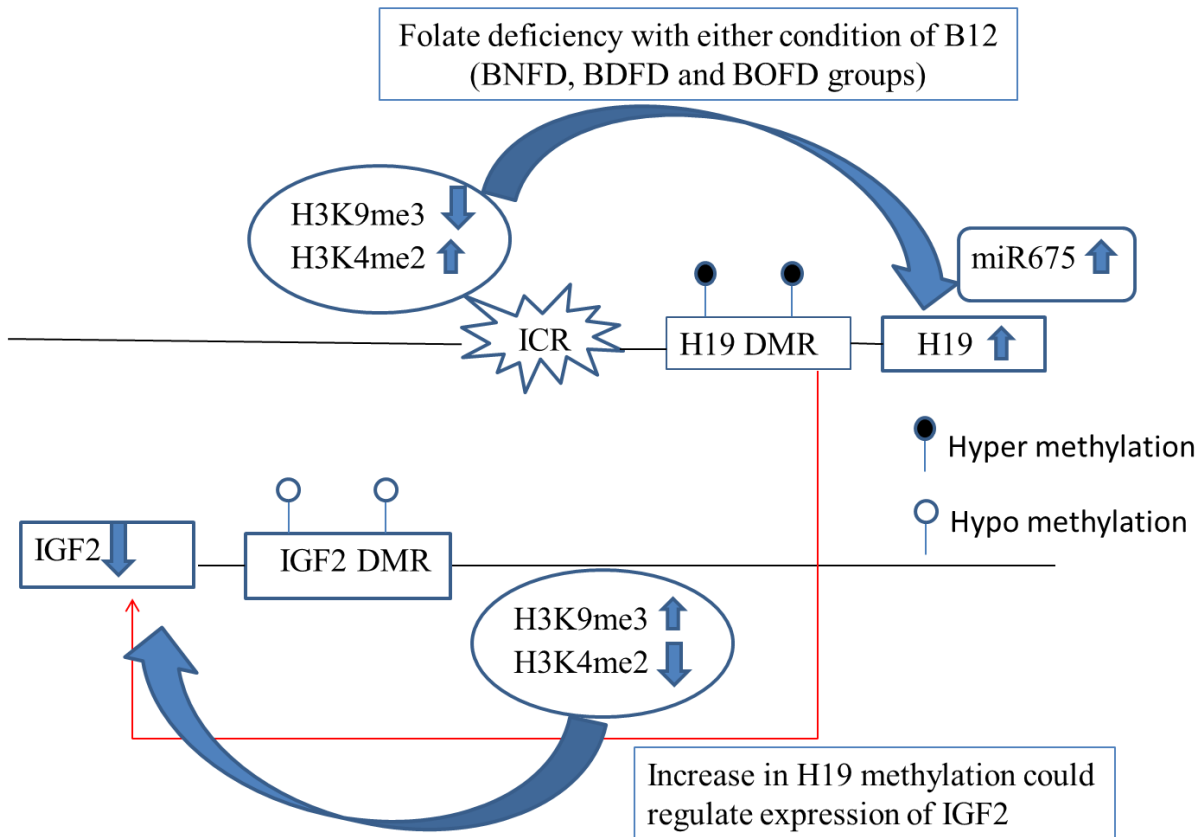 Folate deficiency with either condition of B12
(BNFD, BDFD and BOFD groups)
H3K9me3
H3K4me2
miR675
ICR
H19 DMR
H19
Hyper methylation
Hypo methylation
IGF2
IGF2 DMR
H3K9me3
H3K4me2
Increase in H19 methylation could
regulate expression of IGF2